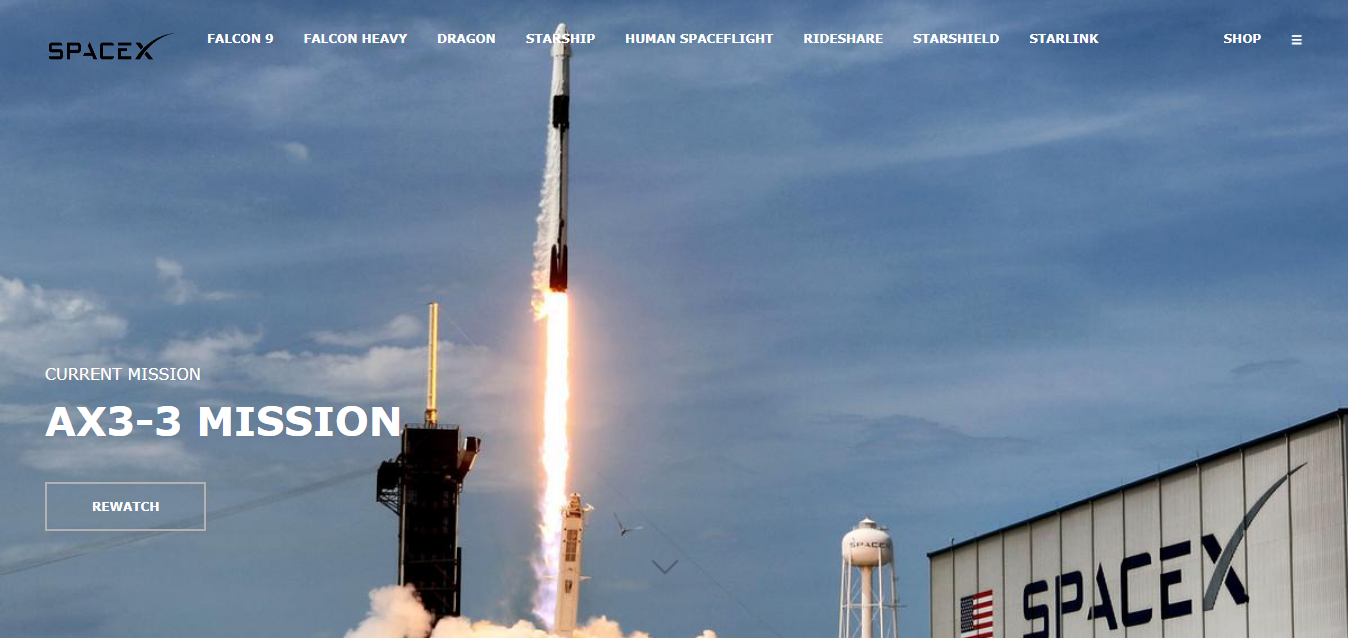 SPACEX
FALCON 9 FALCON HEAVY DRAGON STARSHIP HUMAN SPACEFLIGHT RIDESHARE STARSHIELD STARLINK SHOP
CURRENT MISSION
AX3-3 MISSION
REWATCH
SPACEX
SPACEX